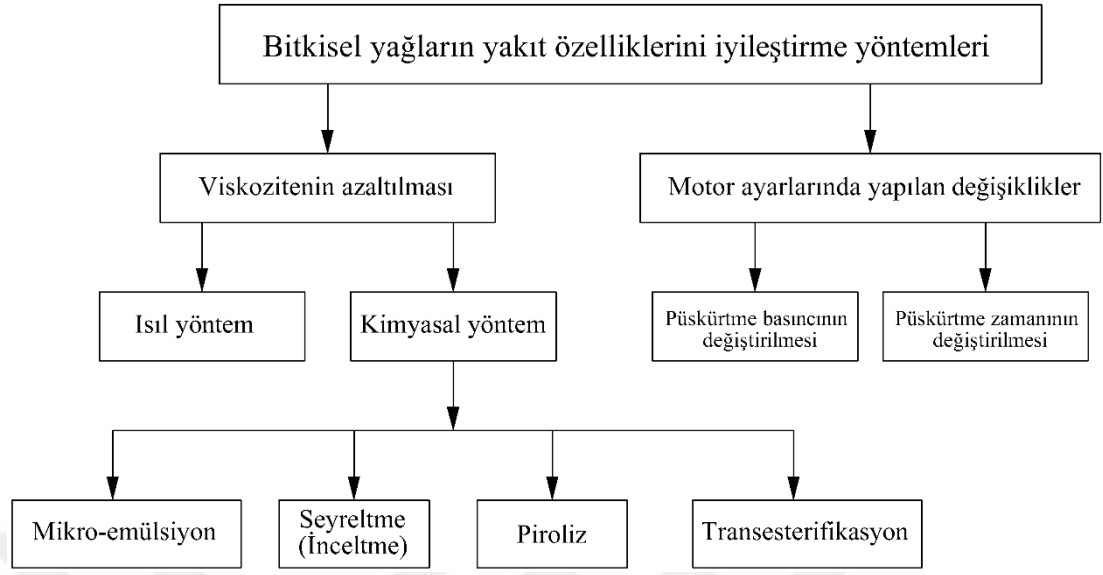 Bitkisel yağların yakıt özelliklerini iyileştirme yöntemleri
Viskozitenin azaltılması
Motor ayarlarında yapılan değişiklikler
Isıl yöntem
Kimyasal yöntem
Püskürtme basıncının
değiştirilmesi
Püskürtme zamanının
değiştirilmesi
Mikro-emülsiyon
Seyreltme
(İnceltme)
Piroliz
Transesterifikasyon